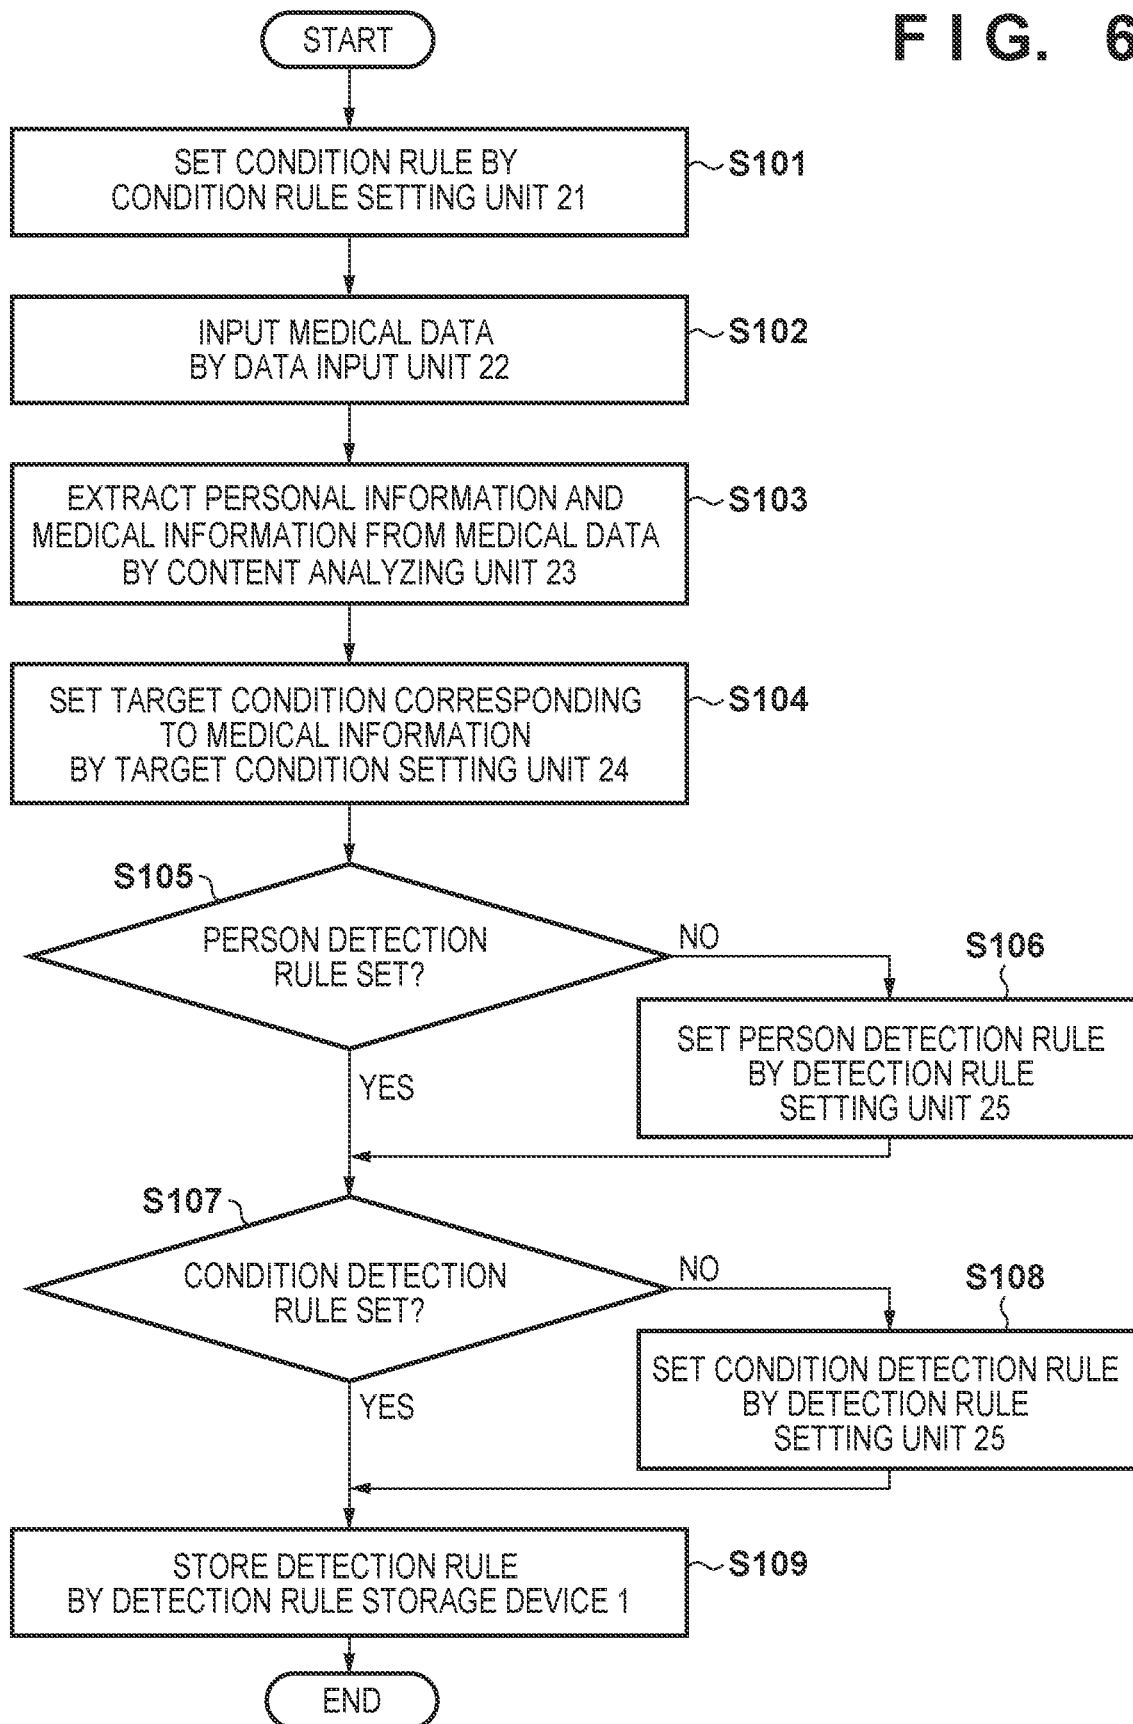 FIG. 6
START
SET CONDITION RULE BY
CONDITION RULE SETTING UNIT 21
S101
INPUT MEDICAL DATA
BY DATA INPUT UNIT 22
S102
EXTRACT PERSONAL INFORMATION AND
MEDICAL INFORMATION FROM MEDICAL DATA
BY CONTENT ANALYZING UNIT 23
S103
SET TARGET CONDITION CORRESPONDING
TO MEDICAL INFORMATION
BY TARGET CONDITION SETTING UNIT 24
S104
S105
PERSON DETECTION
RULE SET?
NO
S106
SET PERSON DETECTION RULE
BY DETECTION RULE
SETTING UNIT 25
YES
S107
CONDITION DETECTION
RULE SET?
NO
S108
SET CONDITION DETECTION RULE
BY DETECTION RULE
SETTING UNIT 25
YES
STORE DETECTION RULE
BY DETECTION RULE STORAGE DEVICE 1
S109
END